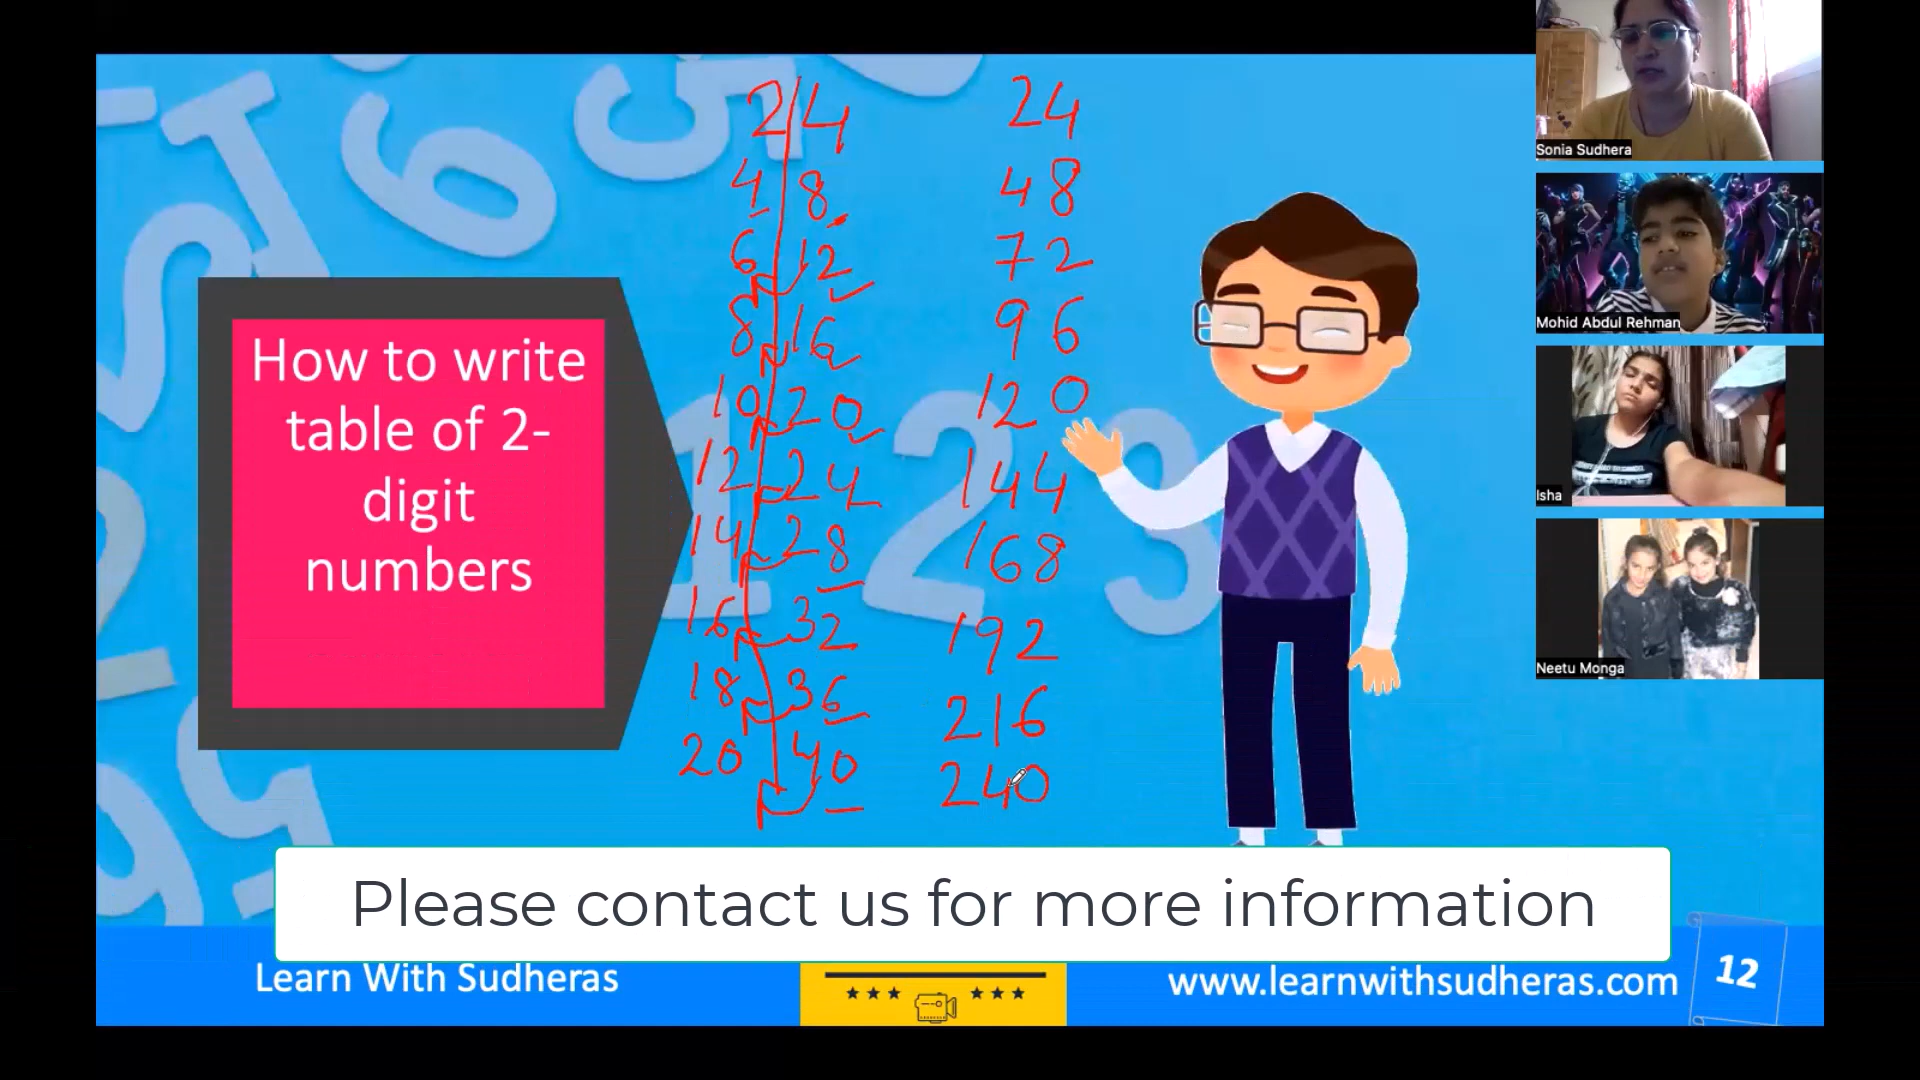 How to write
table of 2-
digit
numbers
2 4 24
4 8 48
6 12 72
8 16 96
10 20 120
12 24 144
14 28 168
16 32 192
18 36 216
20 40 240
Sonia Sudhera
Mohid Abdul Rehman
Isha
Neetu Monga
Please contact us for more information
Learn With Sudheras
www.learnwithsudheras.com
12